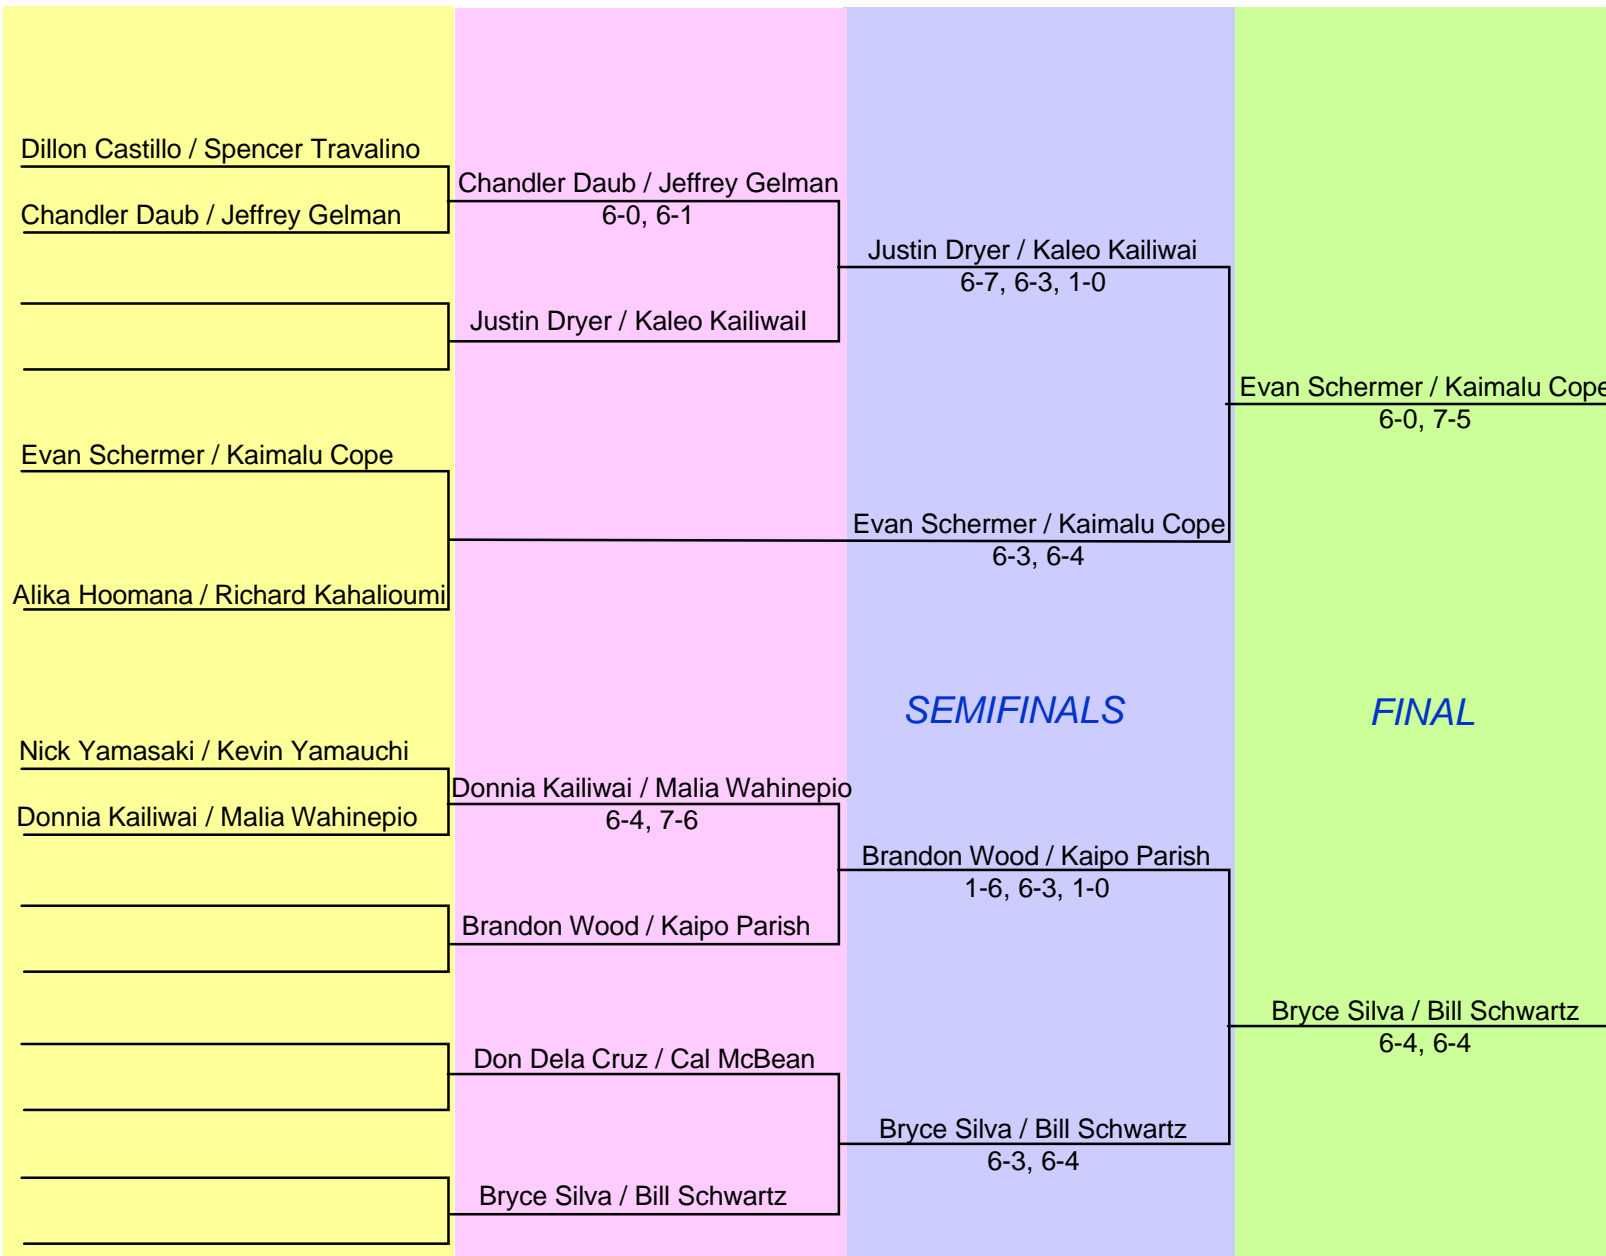 Dillon Castillo / Spencer Travalino
Chandler Daub / Jeffrey Gelman
Evan Schermer / Kaimalu Cope
Alika Hoomana / Richard Kahalioumi
Nick Yamasaki / Kevin Yamauchi
Donnia Kailiwai / Malia Wahinepio
Chandler Daub / Jeffrey Gelman
6-0, 6-1
Justin Dryer / Kaleo KailiwaiI
Donnia Kailiwai / Malia Wahinepio
6-4, 7-6
Brandon Wood / Kaipo Parish
Don Dela Cruz / Cal McBean
Bryce Silva / Bill Schwartz
Justin Dryer / Kaleo Kailiwai
6-7, 6-3, 1-0
Evan Schermer / Kaimalu Cope
6-3, 6-4
SEMIFINALS
Brandon Wood / Kaipo Parish
1-6, 6-3, 1-0
Bryce Silva / Bill Schwartz
6-3, 6-4
Evan Schermer / Kaimalu Cope
6-0, 7-5
FINAL
Bryce Silva / Bill Schwartz
6-4, 6-4